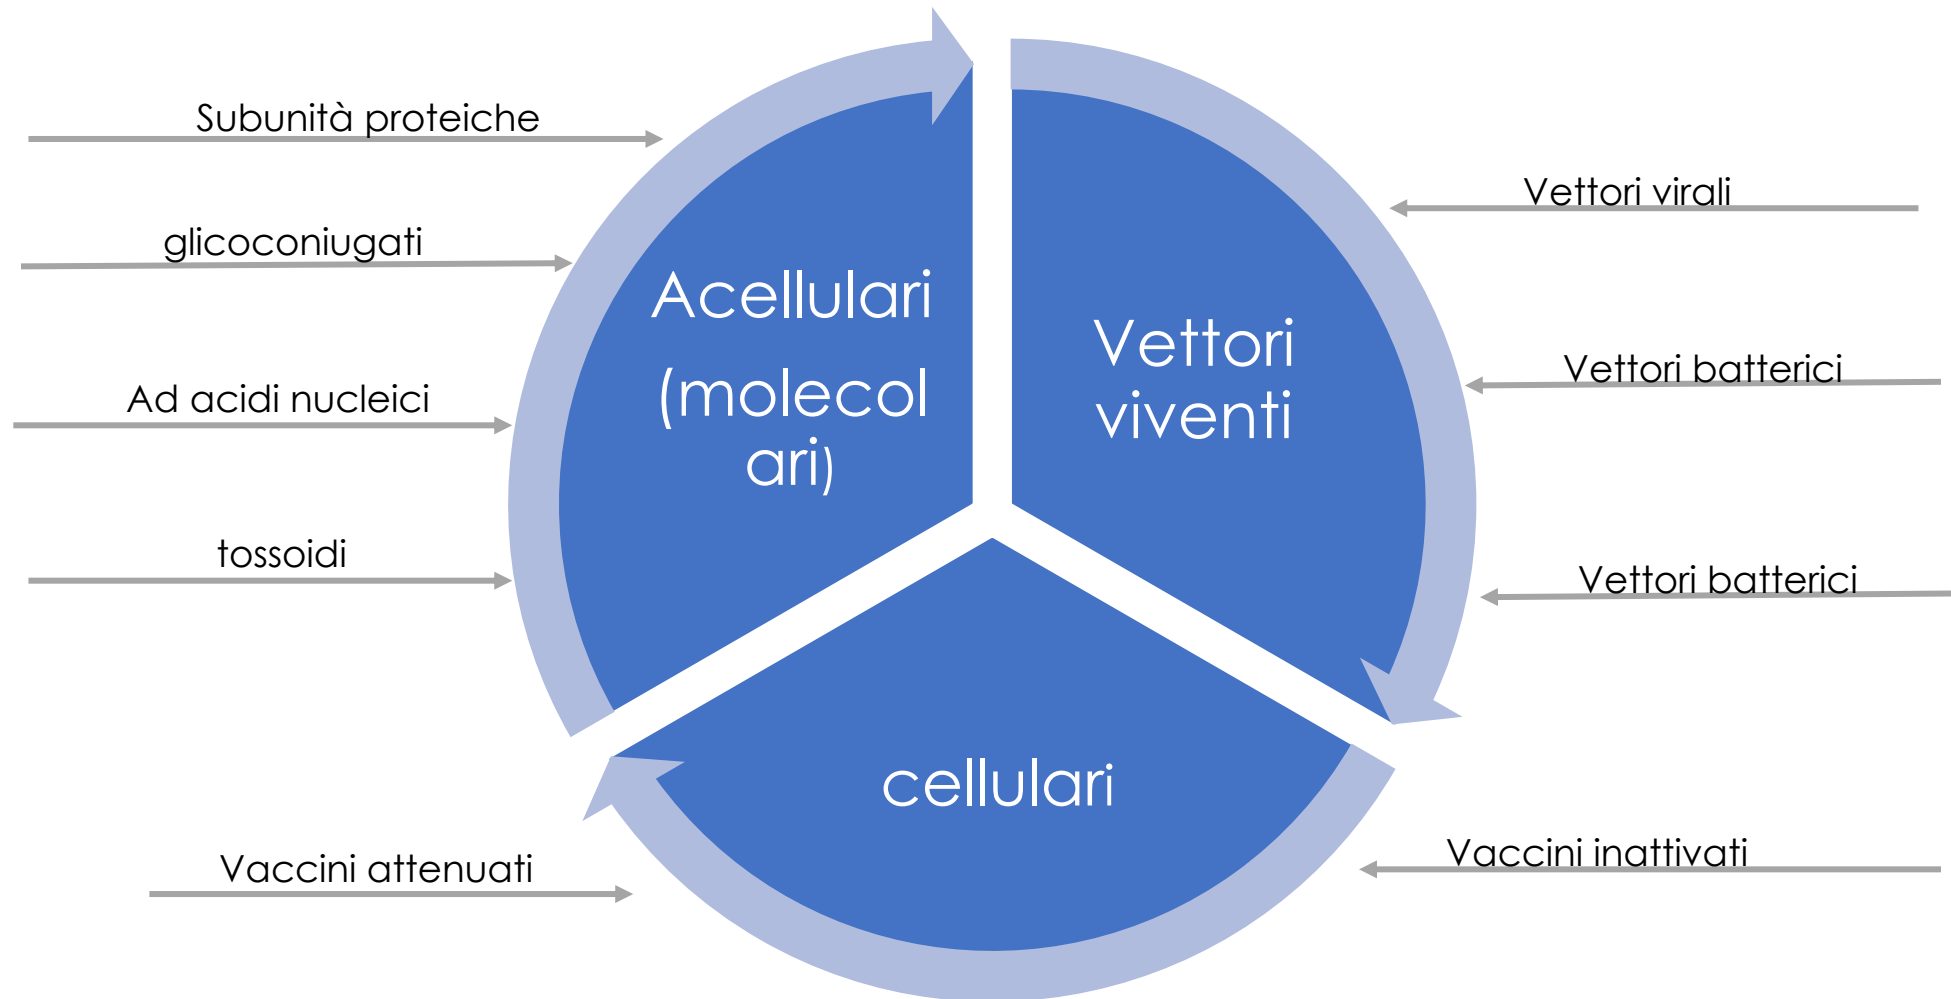 Subunità proteiche
glicoconiugati
Ad acidi nucleici
tossoidi
Acellulari
(molecol
ari)
Vettori
viventi
Vettori virali
Vettori batterici
Vettori batterici
cellulari
Vaccini attenuati
Vaccini inattivati